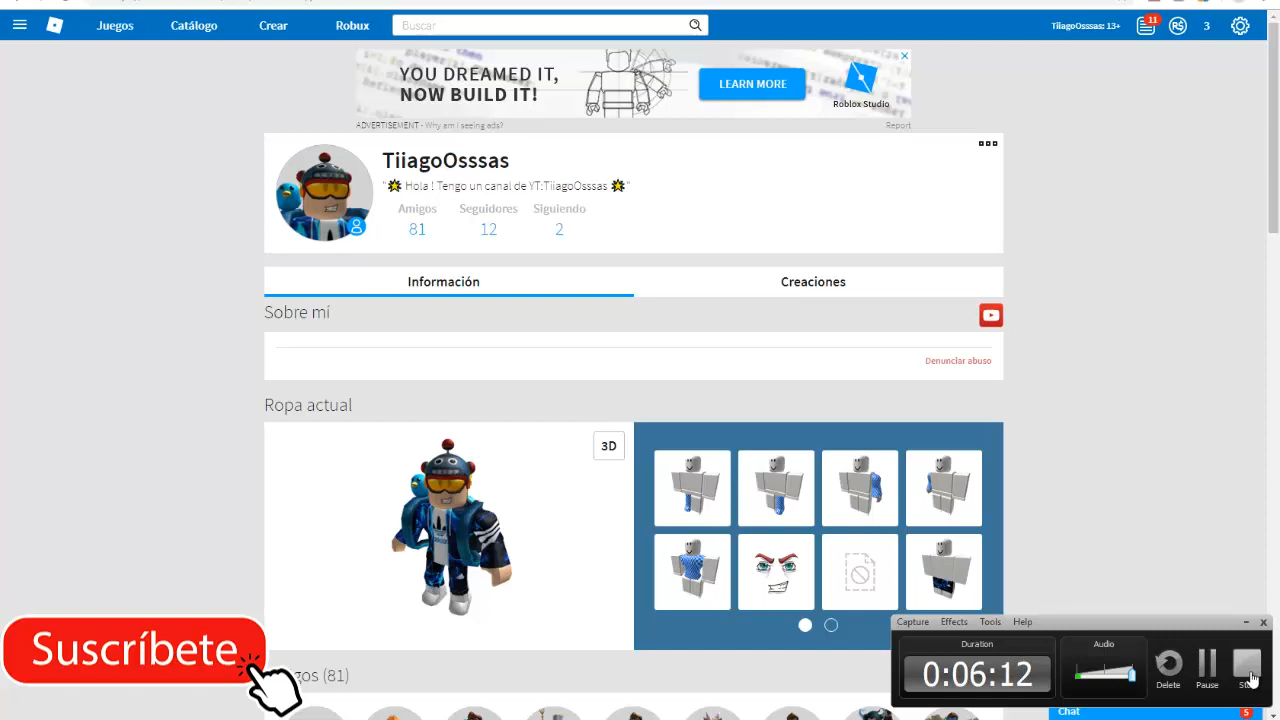 Juegos Catálogo Crear Robux Buscar TiiagoOsssas: 13+ 11 R$ 3
YOU DREAMED IT,
NOW BUILD IT!
LEARN MORE
Roblox Studio
ADVERTISEMENT - Why am I seeing ads? Report
TiiagoOsssas
" Hola ! Tengo un canal de YT:TiiagoOsssas "
Amigos Seguidores Siguiendo
81 12 2
Información Creaciones
Sobre mí
Denunciar abuso
Ropa actual
3D
Suscríbete
(81)
Capture Effects Tools Help
Duration Audio
0:06:12
Delete Pause
Chat 5